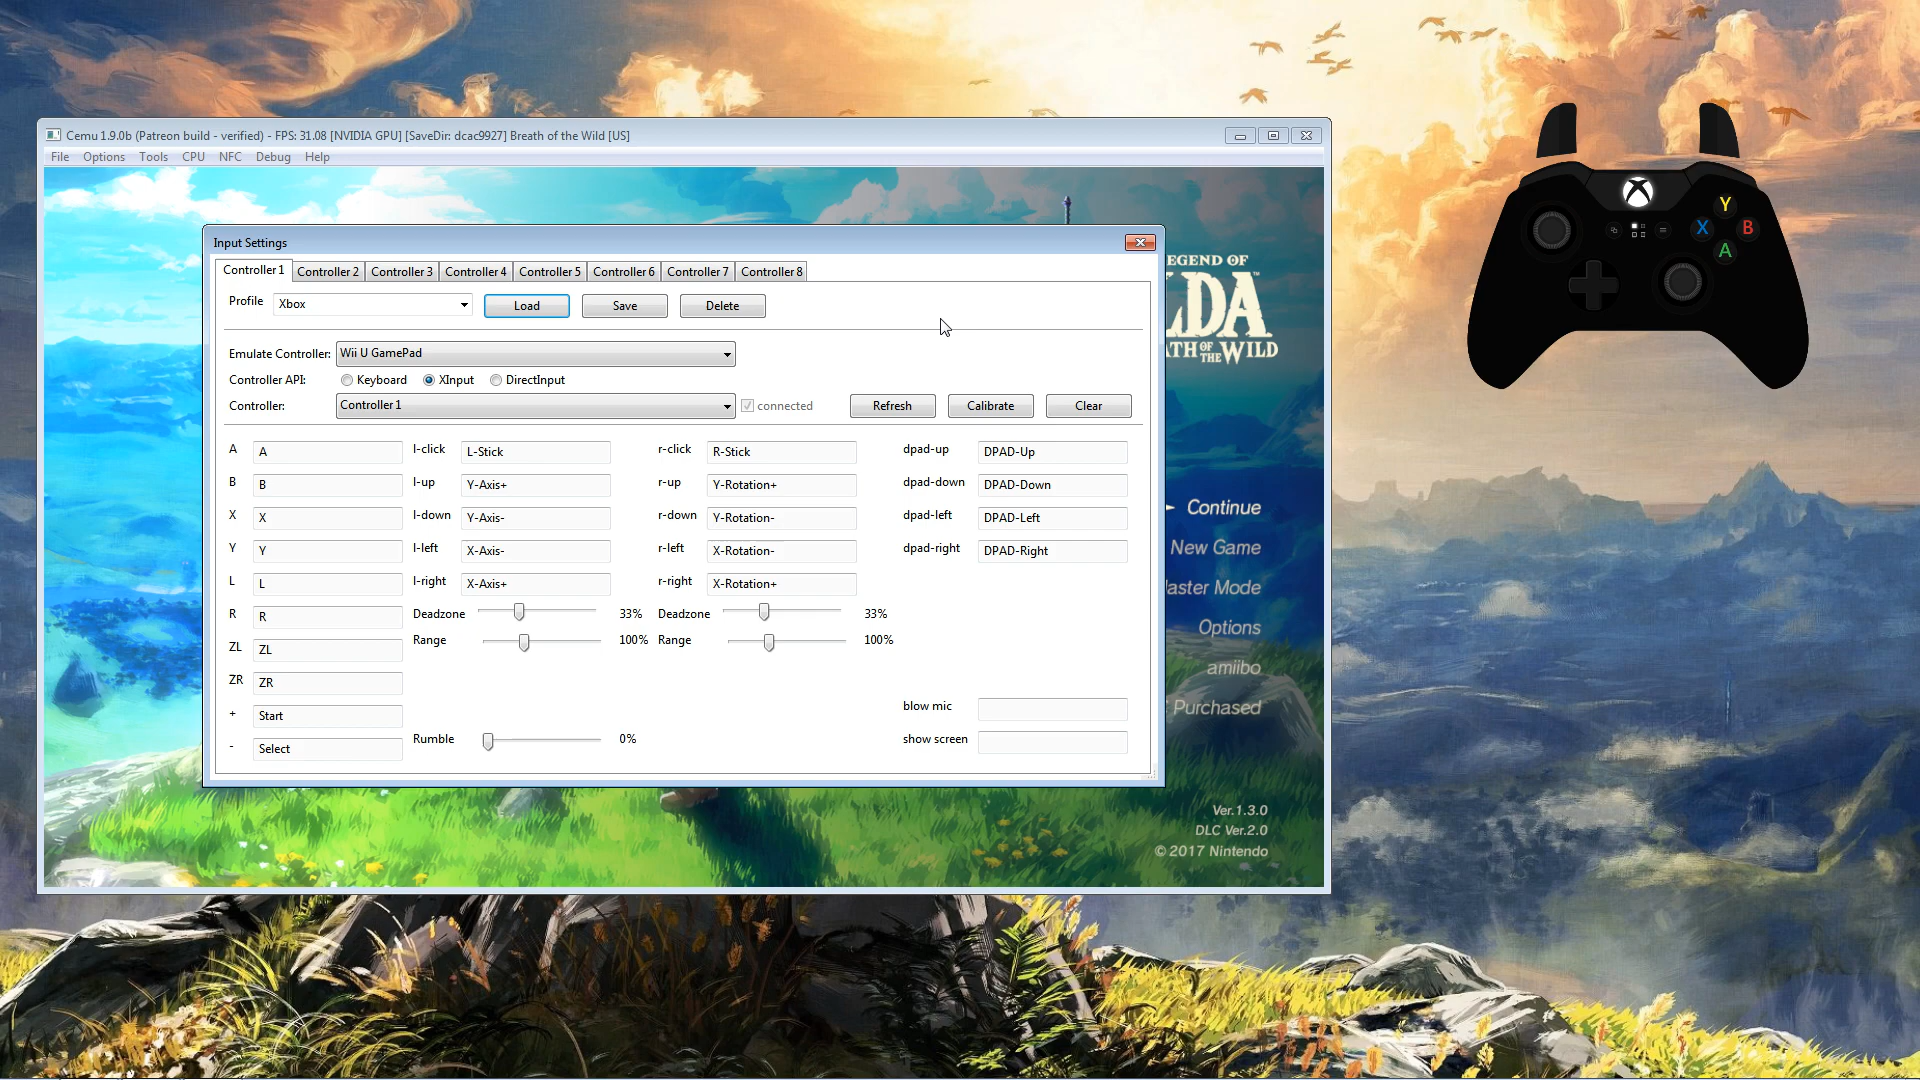 Cemu 1.9.0b (Patreon build - verified) - FPS: 31.08 [NVIDIA GPU] [SaveDir: dcac9927] Breath of the Wild [US]
File Options Tools CPU NFC Debug Help
Input Settings
Controller 1 Controller 2 Controller 3 Controller 4 Controller 5 Controller 6 Controller 7 Controller 8
Profile Xbox Load Save Delete
Emulate Controller: Wii U GamePad
Controller API: Keyboard XInput DirectInput
Controller: Controller 1 connected Refresh Calibrate Clear
A A l-click L-Stick r-click R-Stick dpad-up DPAD-Up
B B l-up Y-Axis+ r-up Y-Rotation+ dpad-down DPAD-Down
X X l-down Y-Axis- r-down Y-Rotation- dpad-left DPAD-Left
Y Y l-left X-Axis- r-left X-Rotation- dpad-right DPAD-Right
L L l-right X-Axis+ r-right X-Rotation+
R R Deadzone 33% Deadzone 33%
Range 100% Range 100%
ZL ZL
ZR ZR
+ Start blow mic
- Select Rumble 0% show screen
EGEND OF
LDA™
ATH OF THE WILD
Continue
New Game
aster Mode
Options
amiibo
Purchased
Ver.1.3.0
DLC Ver.2.0
© 2017 Nintendo
Y
X B
A